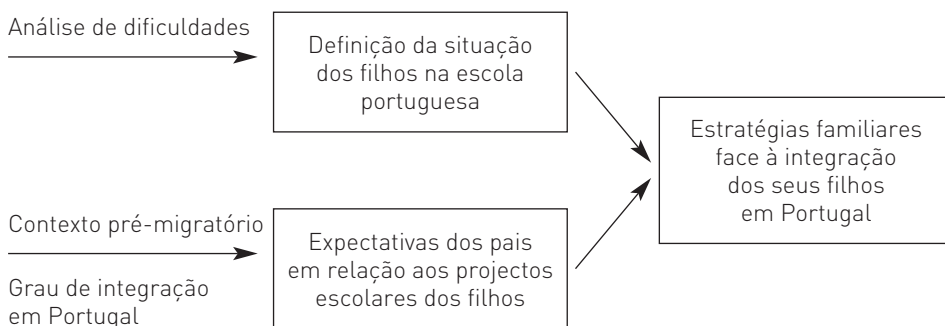 Análise de dificuldades
Definição da situação
dos filhos na escola
portuguesa
Estratégias familiares
face à integração
dos seus filhos
em Portugal
Contexto pré-migratório
Grau de integração
em Portugal
Expectativas dos pais
em relação aos projectos
escolares dos filhos